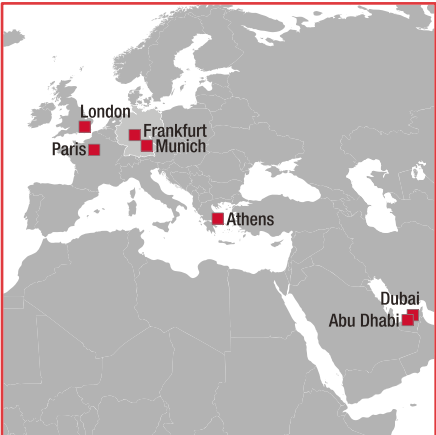 London
Frankfurt
Paris
Munich
Athens
Dubai
Abu Dhabi